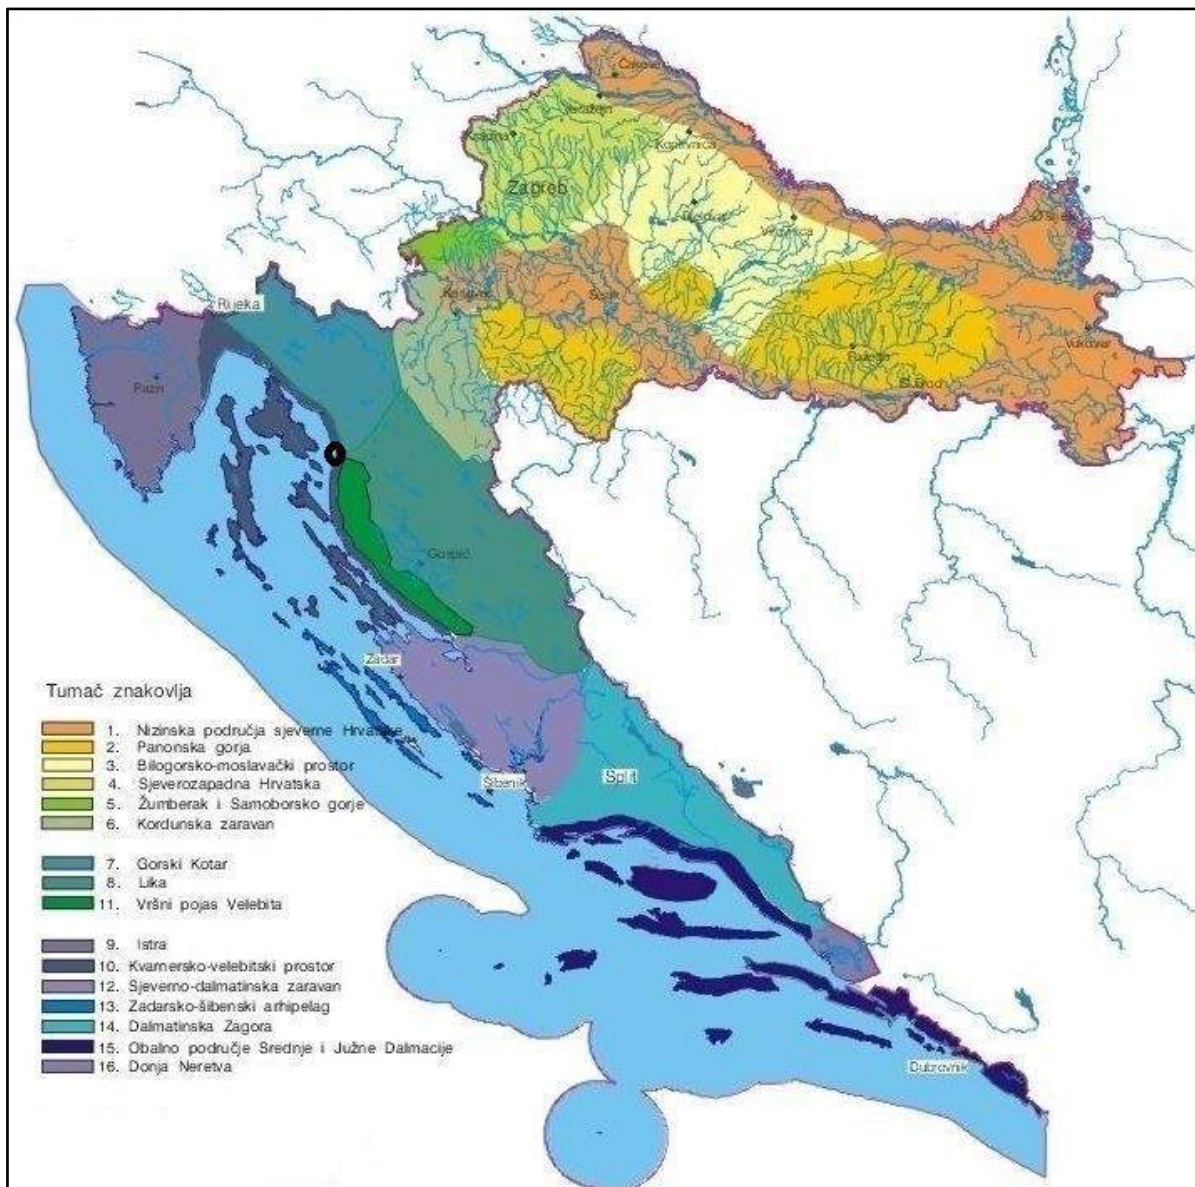 Čakovec
Varaždin
Krapina
Koprivnica
Zagreb
Bjelovar
Virovitica
Osijek
Rijeka
Karlovac
Sisak
Vukovar
Požega
Sl.Brod
Pazin
Gospić
Zadar
Šibenik
Split
Dubrovnik
Tumač znakovlja
1. Nizinska područja sjeverne Hrvatske
2. Panonska gorja
3. Bilogorsko-moslavački prostor
4. Sjeverozapadna Hrvatska
5. Žumberak i Samoborsko gorje
6. Kordunska zaravan
7. Gorski Kotar
8. Lika
11. Vršni pojas Velebita
9. Istra
10. Kvarnersko-velebitski prostor
12. Sjeverno-dalmatinska zaravan
13. Zadarsko-šibenski arhipelag
14. Dalmatinska Zagora
15. Obalno područje Srednje i Južne Dalmacije
16. Donja Neretva